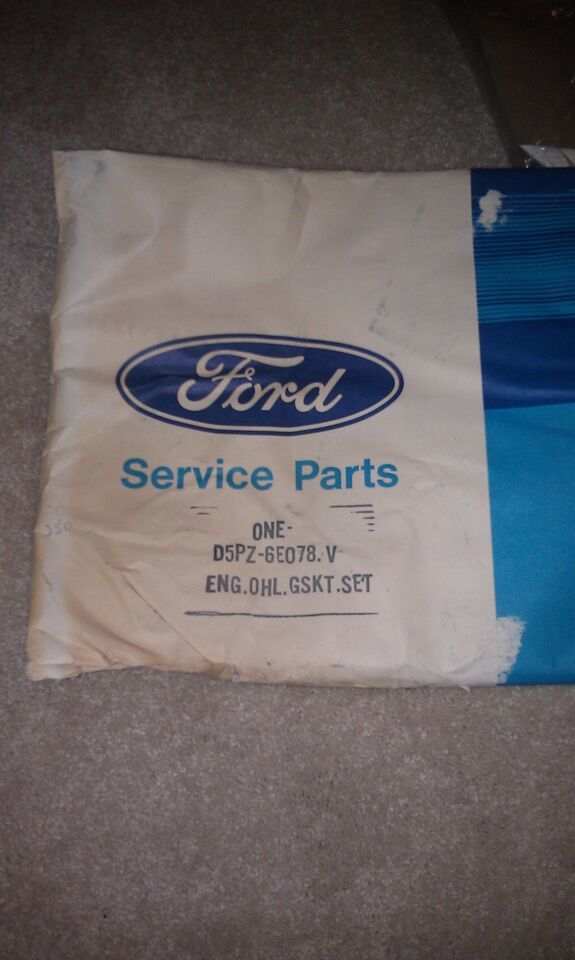 Ford
Service Parts
ONE-
D5PZ-6E078.V
ENG.OHL.GSKT.SET